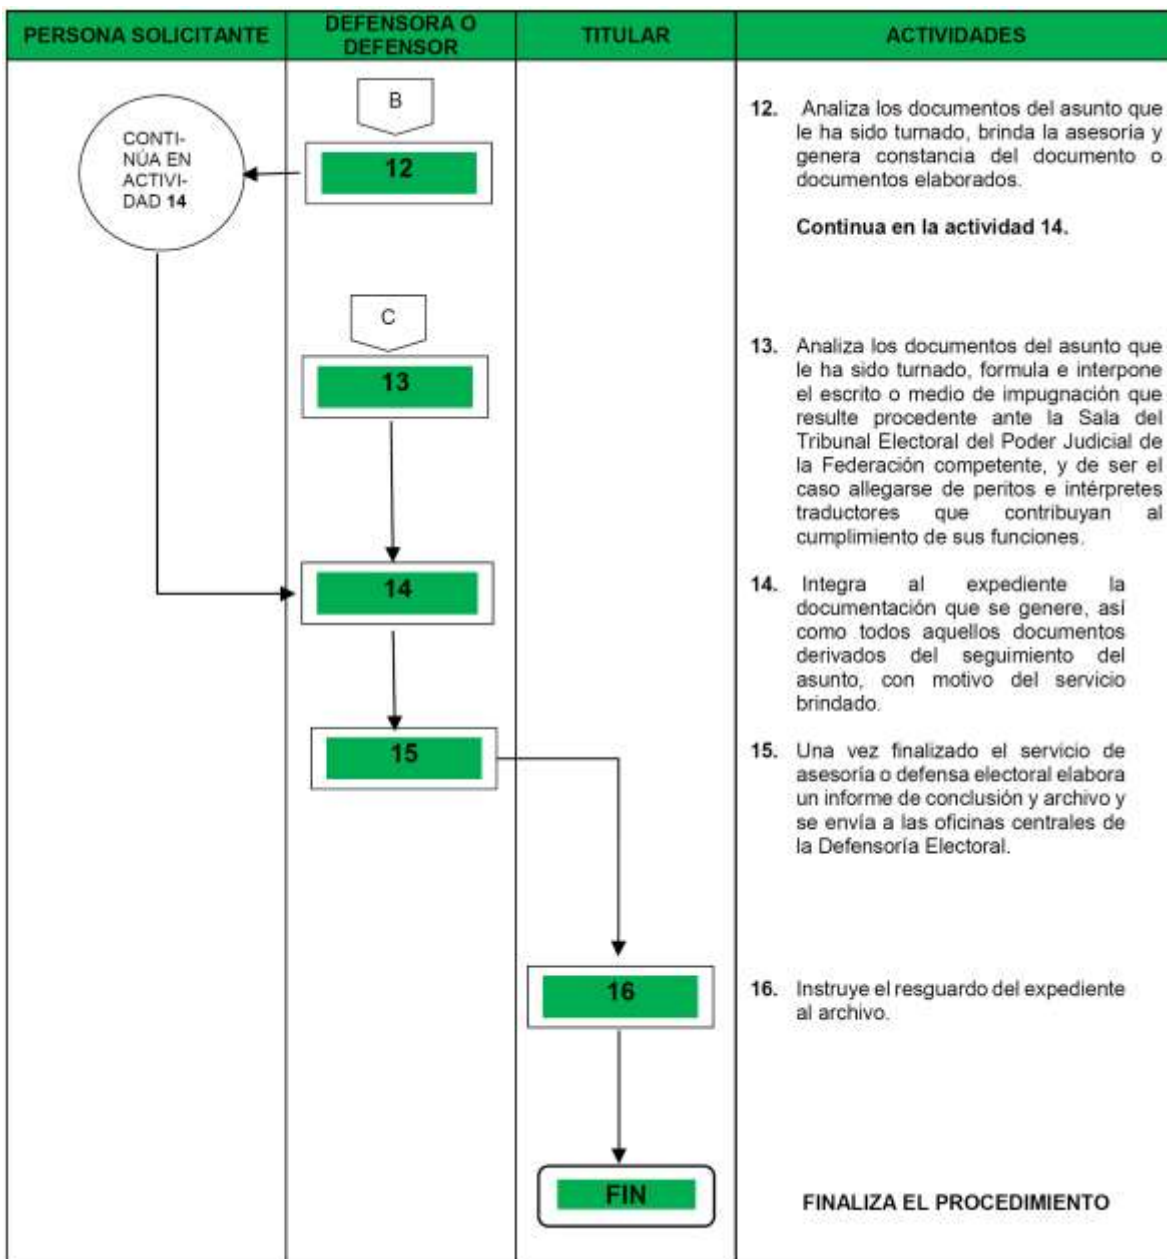 PERSONA SOLICITANTE
DEFENSORA O
DEFENSOR
TITULAR
ACTIVIDADES
B
12
CONTI-
NÚA EN
ACTIVI-
DAD 14
12. Analiza los documentos del asunto que
le ha sido turnado, brinda la asesoría y
genera constancia del documento o
documentos elaborados.
Continua en la actividad 14.
C
13
13. Analiza los documentos del asunto que
le ha sido turnado, formula e interpone
el escrito o medio de impugnación que
resulte procedente ante la Sala del
Tribunal Electoral del Poder Judicial de
la Federación competente, y de ser el
caso allegarse de peritos e intérpretes
traductores que contribuyan al
cumplimiento de sus funciones.
14
14. Integra al expediente la
documentación que se genere, así
como todos aquellos documentos
derivados del seguimiento del
asunto, con motivo del servicio
brindado.
15
15. Una vez finalizado el servicio de
asesoría o defensa electoral elabora
un informe de conclusión y archivo y
se envía a las oficinas centrales de
la Defensoría Electoral.
16
16. Instruye el resguardo del expediente
al archivo.
FIN
FINALIZA EL PROCEDIMIENTO